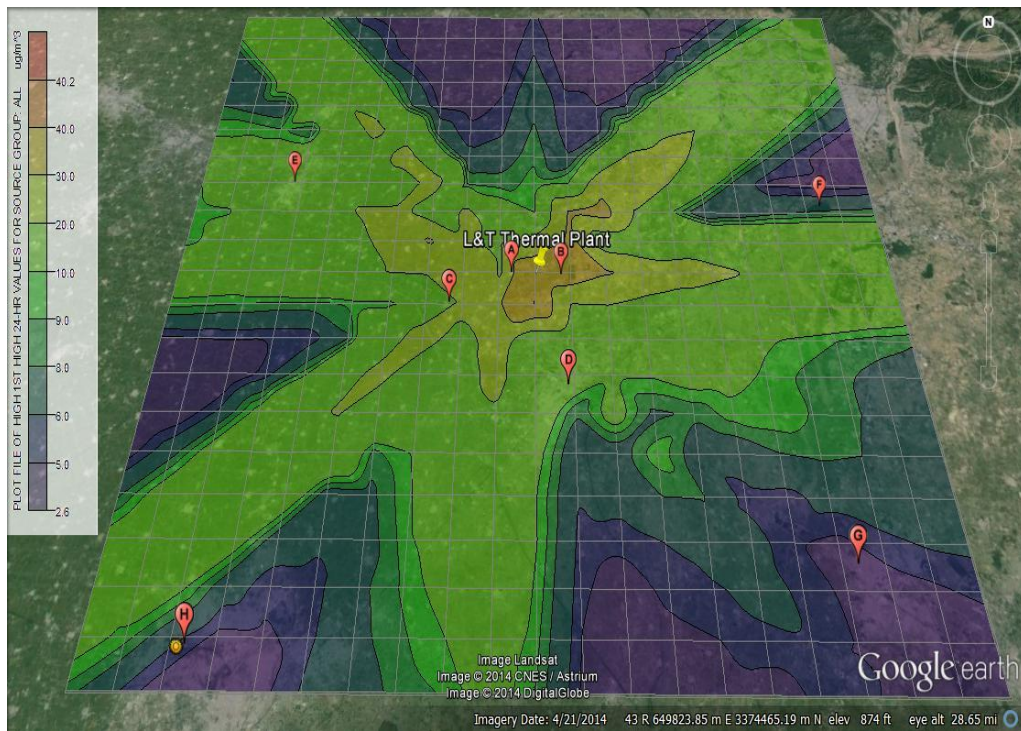 PLOT FILE OF HIGH 1ST HIGH 24-HR VALUES FOR SOURCE GROUP: ALL ug/m^3
40.2
40.0
30.0
20.0
10.0
9.0
8.0
6.0
5.0
2.6
N
E
F
L&T Thermal Plant
A
B
C
D
G
H
Image Landsat
Image © 2014 CNES / Astrium
Image © 2014 DigitalGlobe
Google earth
Imagery Date: 4/21/2014 43 R 649823.85 m E 3374465.19 m N elev 874 ft eye alt 28.65 mi